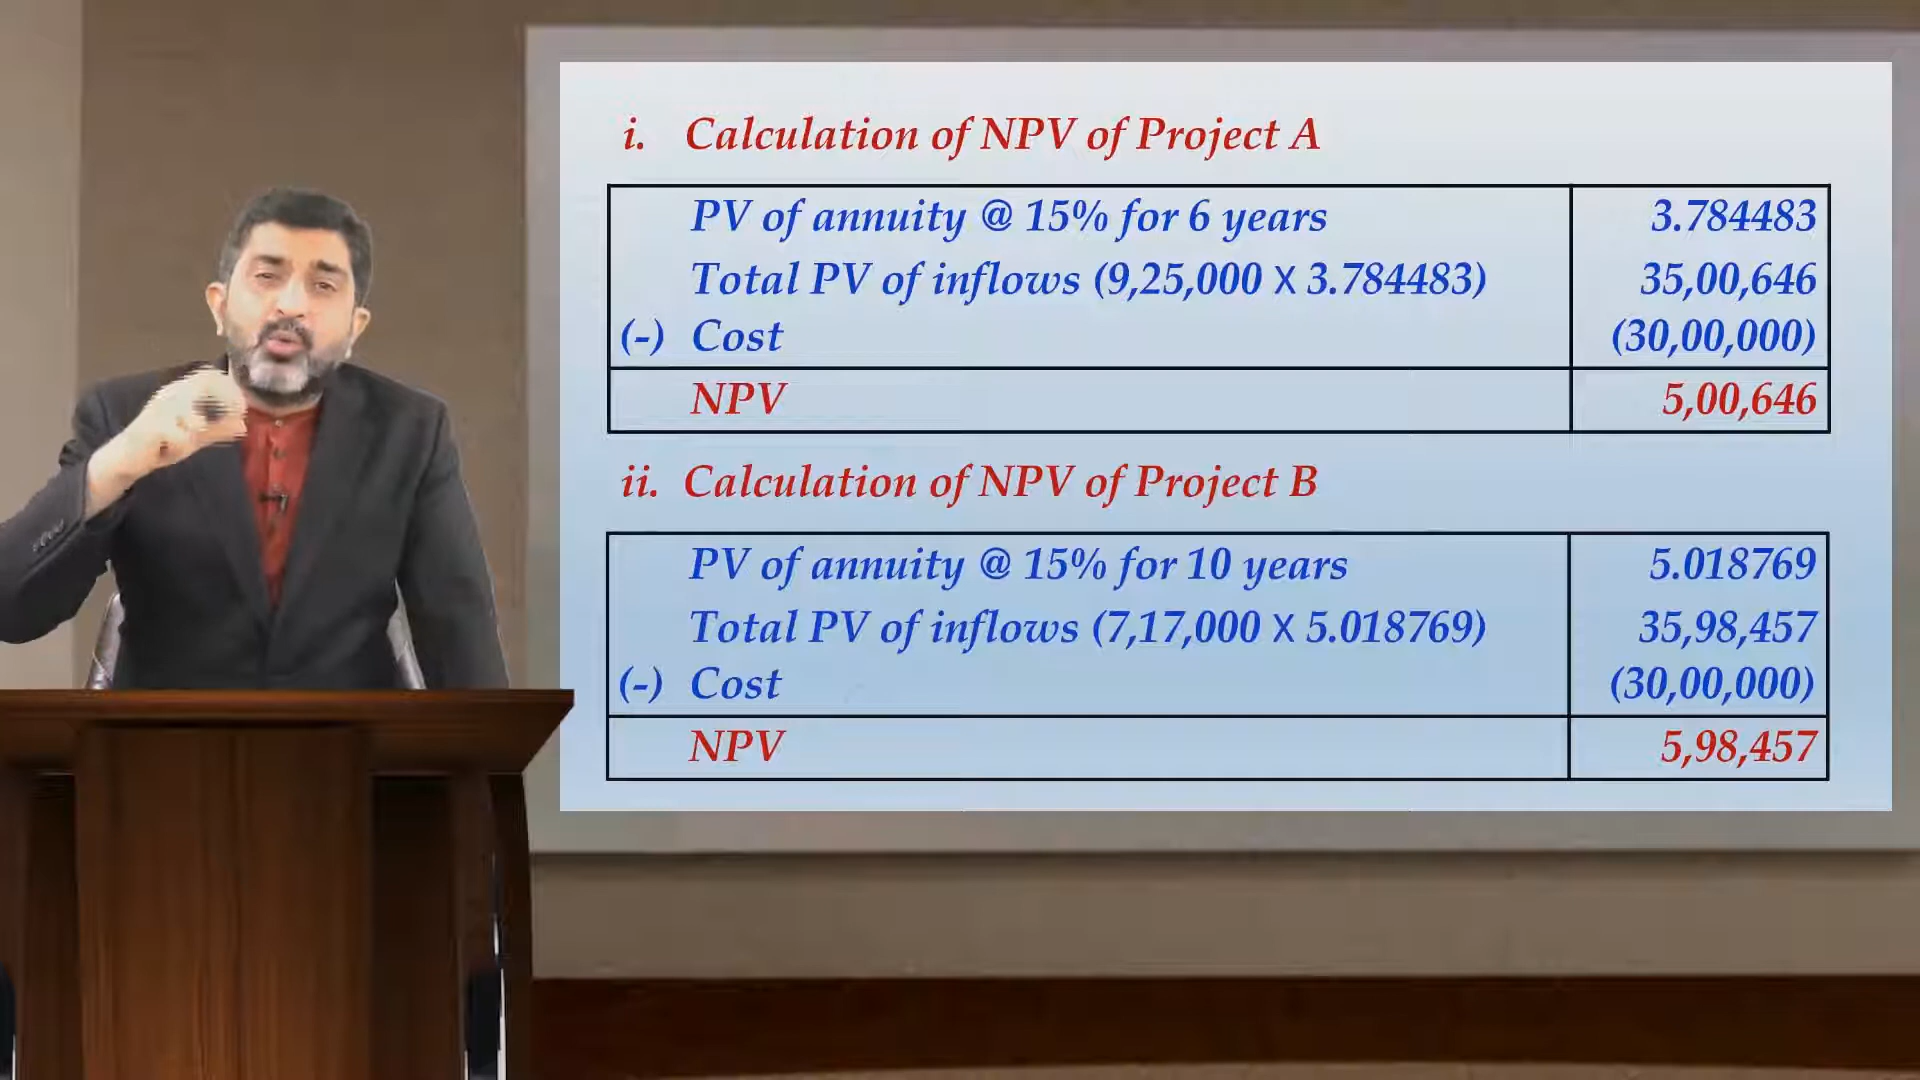 i. Calculation of NPV of Project A
PV of annuity @ 15% for 6 years 3.784483
Total PV of inflows (9,25,000 X 3.784483) 35,00,646
(-) Cost (30,00,000)
NPV 5,00,646
ii. Calculation of NPV of Project B
PV of annuity @ 15% for 10 years 5.018769
Total PV of inflows (7,17,000 X 5.018769) 35,98,457
(-) Cost (30,00,000)
NPV 5,98,457